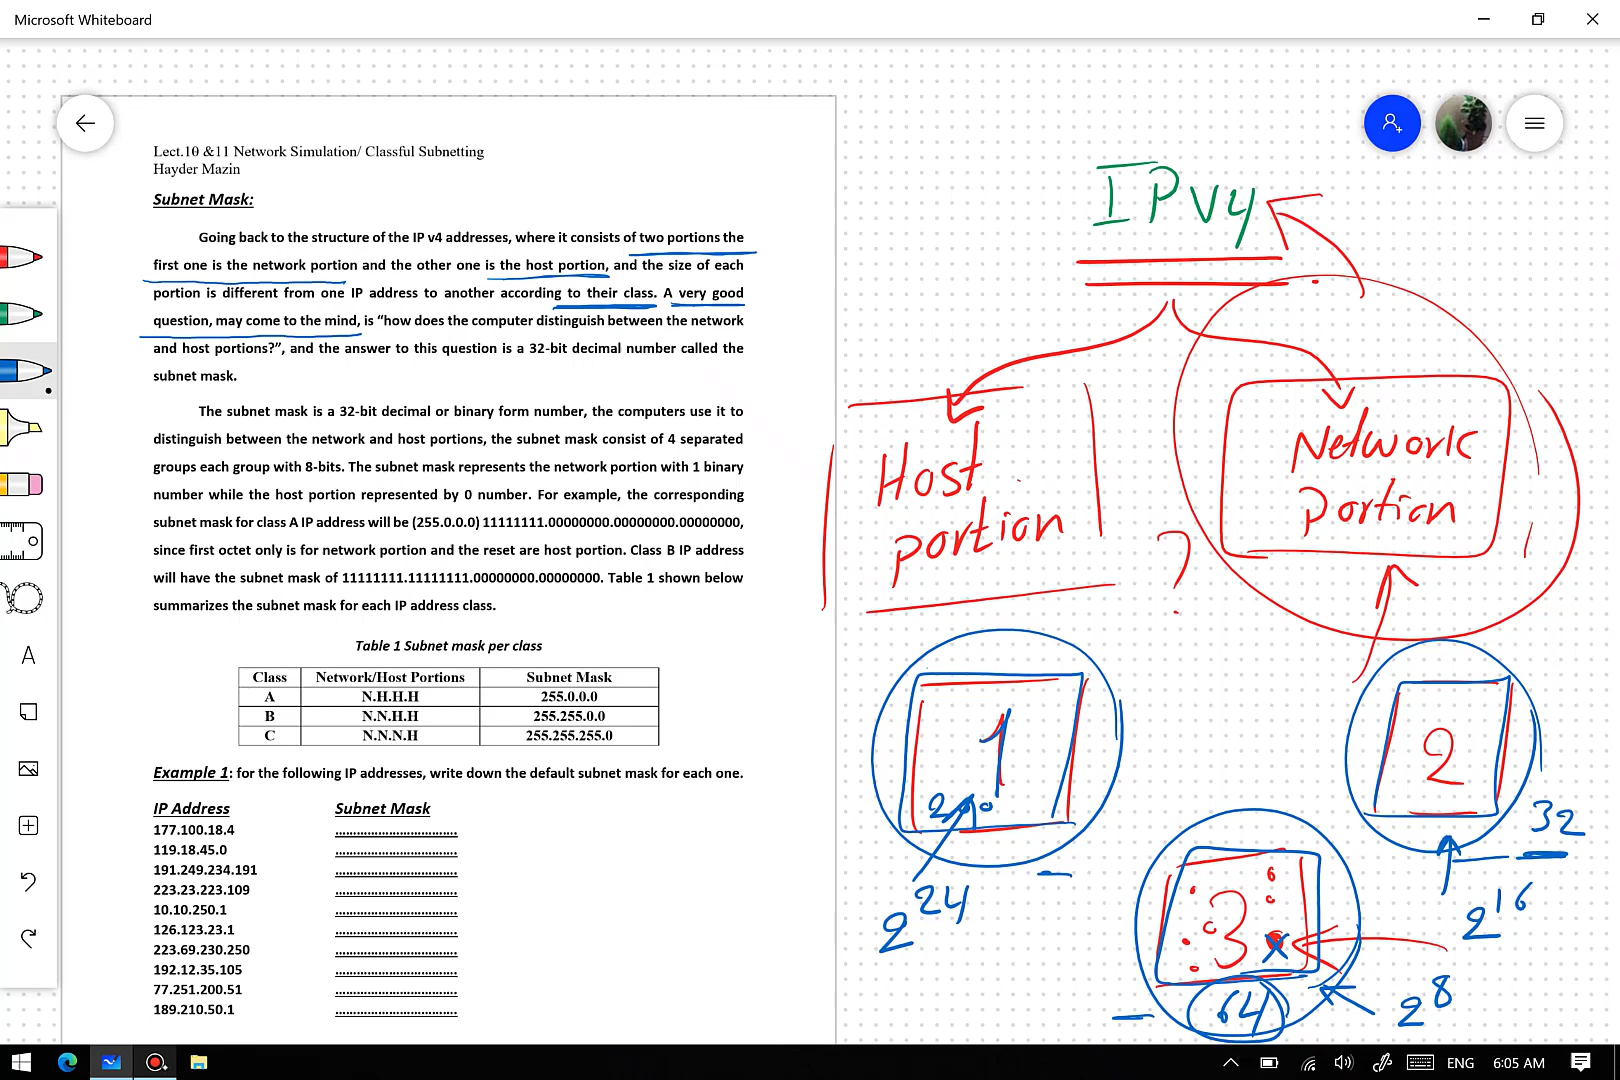 Microsoft Whiteboard
Lect.10 &11 Network Simulation/ Classful Subnetting
Hayder Mazin
Subnet Mask:
Going back to the structure of the IP v4 addresses, where it consists of two portions the
first one is the network portion and the other one is the host portion, and the size of each
portion is different from one IP address to another according to their class. A very good
question, may come to the mind, is “how does the computer distinguish between the network
and host portions?”, and the answer to this question is a 32-bit decimal number called the
subnet mask.
The subnet mask is a 32-bit decimal or binary form number, the computers use it to
distinguish between the network and host portions, the subnet mask consist of 4 separated
groups each group with 8-bits. The subnet mask represents the network portion with 1 binary
number while the host portion represented by 0 number. For example, the corresponding
subnet mask for class A IP address will be (255.0.0.0) 11111111.00000000.00000000.00000000,
since first octet only is for network portion and the reset are host portion. Class B IP address
will have the subnet mask of 11111111.11111111.00000000.00000000. Table 1 shown below
summarizes the subnet mask for each IP address class.
Table 1 Subnet mask per class
Class Network/Host Portions Subnet Mask
A N.H.H.H 255.0.0.0
B N.N.H.H 255.255.0.0
C N.N.N.H 255.255.255.0
Example 1: for the following IP addresses, write down the default subnet mask for each one.
IP Address Subnet Mask
177.100.18.4 ..................................
119.18.45.0 ..................................
191.249.234.191 ..................................
223.23.223.109 ..................................
10.10.250.1 ..................................
126.123.23.1 ..................................
223.69.230.250 ..................................
192.12.35.105 ..................................
77.251.200.51 ..................................
189.210.50.1 ..................................
IPv4
Host
portion
Network
Portion
?
1
2^24
2
32
2^16
3
x
64
2^8
A
ENG
6:05 AM